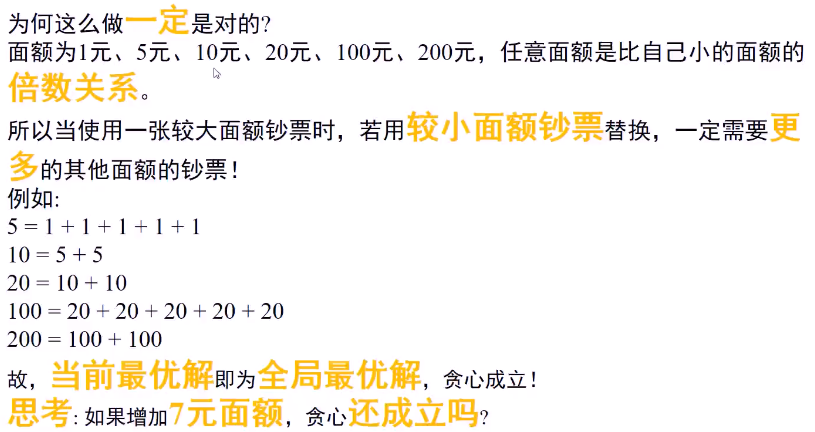 为何这么做一定是对的?
面额为1元、5元、10元、20元、100元、200元，任意面额是比自己小的面额的
倍数关系。
所以当使用一张较大面额钞票时，若用较小面额钞票替换，一定需要更
多的其他面额的钞票！
例如:
5 = 1 + 1 + 1 + 1 + 1
10 = 5 + 5
20 = 10 + 10
100 = 20 + 20 + 20 + 20 + 20
200 = 100 + 100
故，当前最优解即为全局最优解，贪心成立！
思考: 如果增加7元面额，贪心还成立吗?